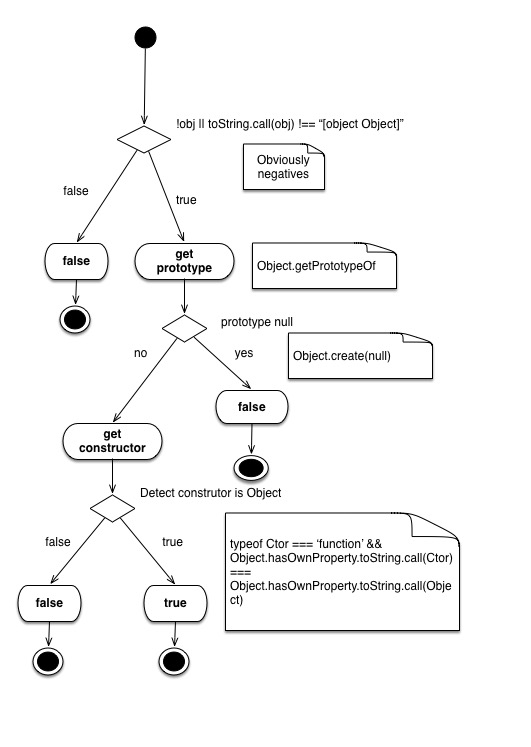 !obj || toString.call(obj) !== “[object Object]”
Obviously
negatives
false
true
false
get
prototype
Object.getPrototypeOf
prototype null
no
yes
Object.create(null)
false
get
constructor
Detect construtor is Object
false
true
typeof Ctor === ‘function’ &&
Object.hasOwnProperty.toString.call(Ctor)
===
Object.hasOwnProperty.toString.call(Obje
ct)
false
true